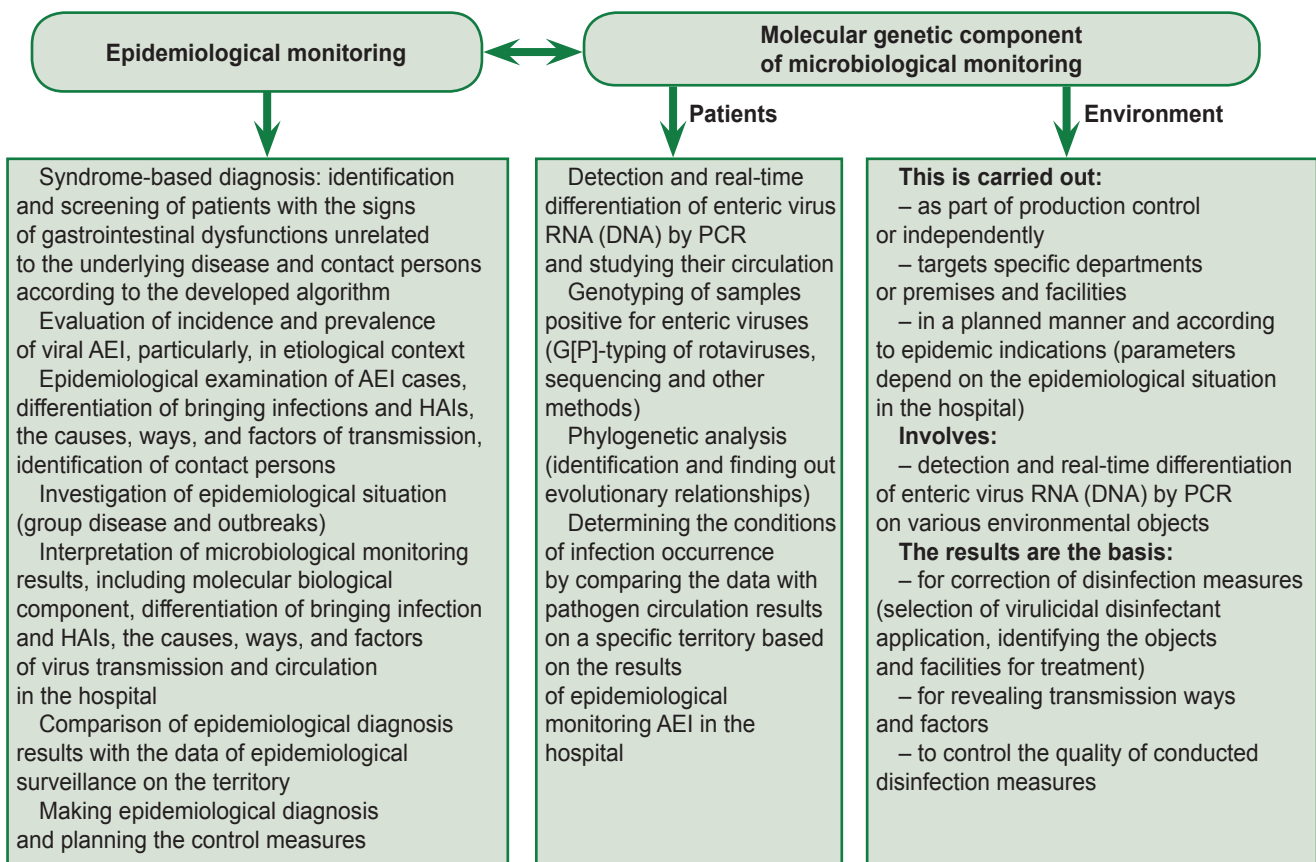 Epidemiological monitoring
Molecular genetic component
of microbiological monitoring
Patients
Environment
Syndrome-based diagnosis: identification
and screening of patients with the signs
of gastrointestinal dysfunctions unrelated
to the underlying disease and contact persons
according to the developed algorithm
Evaluation of incidence and prevalence
of viral AEI, particularly, in etiological context
Epidemiological examination of AEI cases,
differentiation of bringing infections and HAIs,
the causes, ways, and factors of transmission,
identification of contact persons
Investigation of epidemiological situation
(group disease and outbreaks)
Interpretation of microbiological monitoring
results, including molecular biological
component, differentiation of bringing infection
and HAIs, the causes, ways, and factors
of virus transmission and circulation
in the hospital
Comparison of epidemiological diagnosis
results with the data of epidemiological
surveillance on the territory
Making epidemiological diagnosis
and planning the control measures
Detection and real-time
differentiation of enteric virus
RNA (DNA) by PCR
and studying their circulation
Genotyping of samples
positive for enteric viruses
(G[P]-typing of rotaviruses,
sequencing and other
methods)
Phylogenetic analysis
(identification and finding out
evolutionary relationships)
Determining the conditions
of infection occurrence
by comparing the data with
pathogen circulation results
on a specific territory based
on the results
of epidemiological
monitoring AEI in the
hospital
This is carried out:
– as part of production control
or independently
– targets specific departments
or premises and facilities
– in a planned manner and according
to epidemic indications (parameters
depend on the epidemiological situation
in the hospital)
Involves:
– detection and real-time differentiation
of enteric virus RNA (DNA) by PCR
on various environmental objects
The results are the basis:
– for correction of disinfection measures
(selection of virulicidal disinfectant
application, identifying the objects
and facilities for treatment)
– for revealing transmission ways
and factors
– to control the quality of conducted
disinfection measures